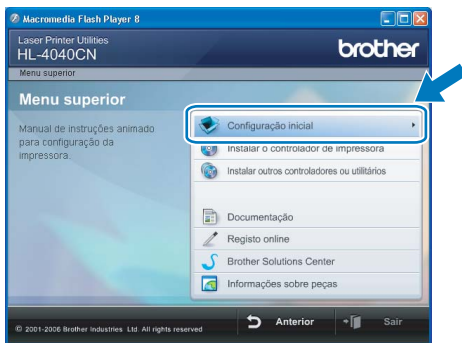 Macromedia Flash Player 8
Laser Printer Utilities
HL-4040CN
brother
Menu superior
Menu superior
Manual de instruções animado
para configuração da
impressora.
Configuração inicial
Instalar o controlador de impressora
Instalar outros controladores ou utilitários
Documentação
Registo online
Brother Solutions Center
Informações sobre peças
© 2001-2006 Brother Industries Ltd. All rights reserved
Anterior
Sair